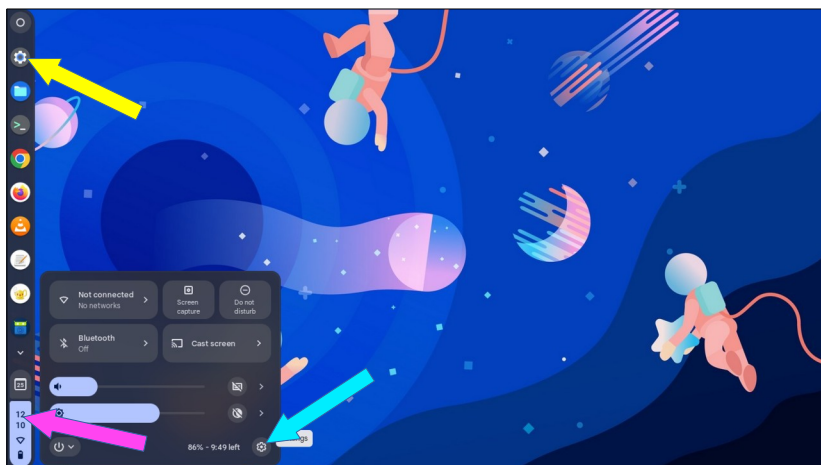 Not connected
No networks
Screen
capture
Do not
disturb
Bluetooth
Off
Cast screen
25
12
10
86% - 9:49 left